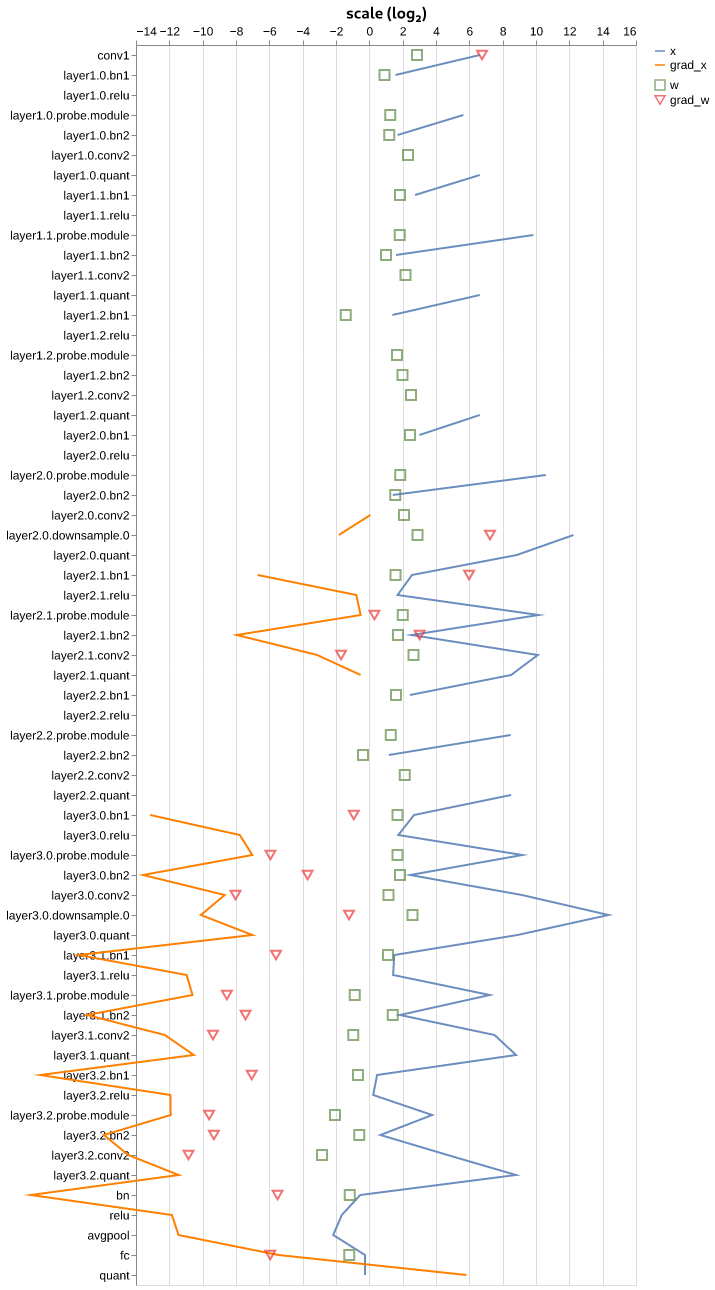 scale (log₂)
−14 −12 −10 −8 −6 −4 −2 0 2 4 6 8 10 12 14 16
x
grad_x
w
grad_w
conv1
layer1.0.bn1
layer1.0.relu
layer1.0.probe.module
layer1.0.bn2
layer1.0.conv2
layer1.0.quant
layer1.1.bn1
layer1.1.relu
layer1.1.probe.module
layer1.1.bn2
layer1.1.conv2
layer1.1.quant
layer1.2.bn1
layer1.2.relu
layer1.2.probe.module
layer1.2.bn2
layer1.2.conv2
layer1.2.quant
layer2.0.bn1
layer2.0.relu
layer2.0.probe.module
layer2.0.bn2
layer2.0.conv2
layer2.0.downsample.0
layer2.0.quant
layer2.1.bn1
layer2.1.relu
layer2.1.probe.module
layer2.1.bn2
layer2.1.conv2
layer2.1.quant
layer2.2.bn1
layer2.2.relu
layer2.2.probe.module
layer2.2.bn2
layer2.2.conv2
layer2.2.quant
layer3.0.bn1
layer3.0.relu
layer3.0.probe.module
layer3.0.bn2
layer3.0.conv2
layer3.0.downsample.0
layer3.0.quant
layer3.1.bn1
layer3.1.relu
layer3.1.probe.module
layer3.1.bn2
layer3.1.conv2
layer3.1.quant
layer3.2.bn1
layer3.2.relu
layer3.2.probe.module
layer3.2.bn2
layer3.2.conv2
layer3.2.quant
bn
relu
avgpool
fc
quant